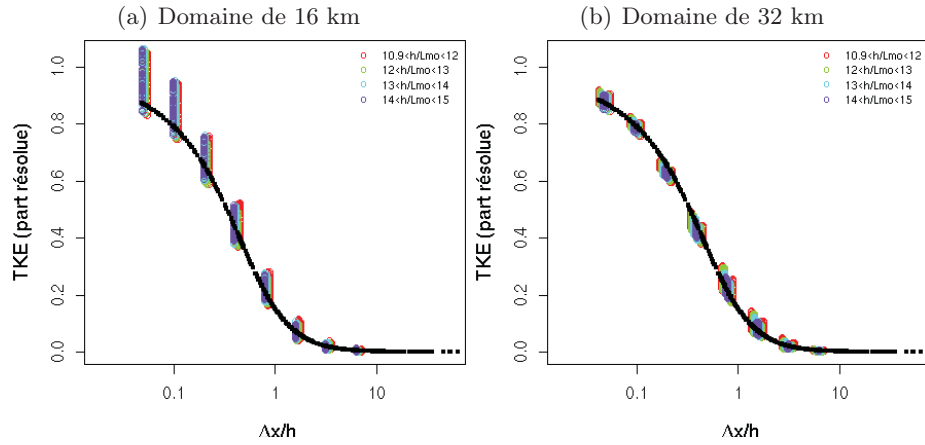 (a) Domaine de 16 km
(b) Domaine de 32 km
TKE (part résolue)
0.0 0.2 0.4 0.6 0.8 1.0
10.9<h/Lmo<12
12<h/Lmo<13
13<h/Lmo<14
14<h/Lmo<15
0.1 1 10
Δx/h
TKE (part résolue)
0.0 0.2 0.4 0.6 0.8 1.0
10.9<h/Lmo<12
12<h/Lmo<13
13<h/Lmo<14
14<h/Lmo<15
0.1 1 10
Δx/h